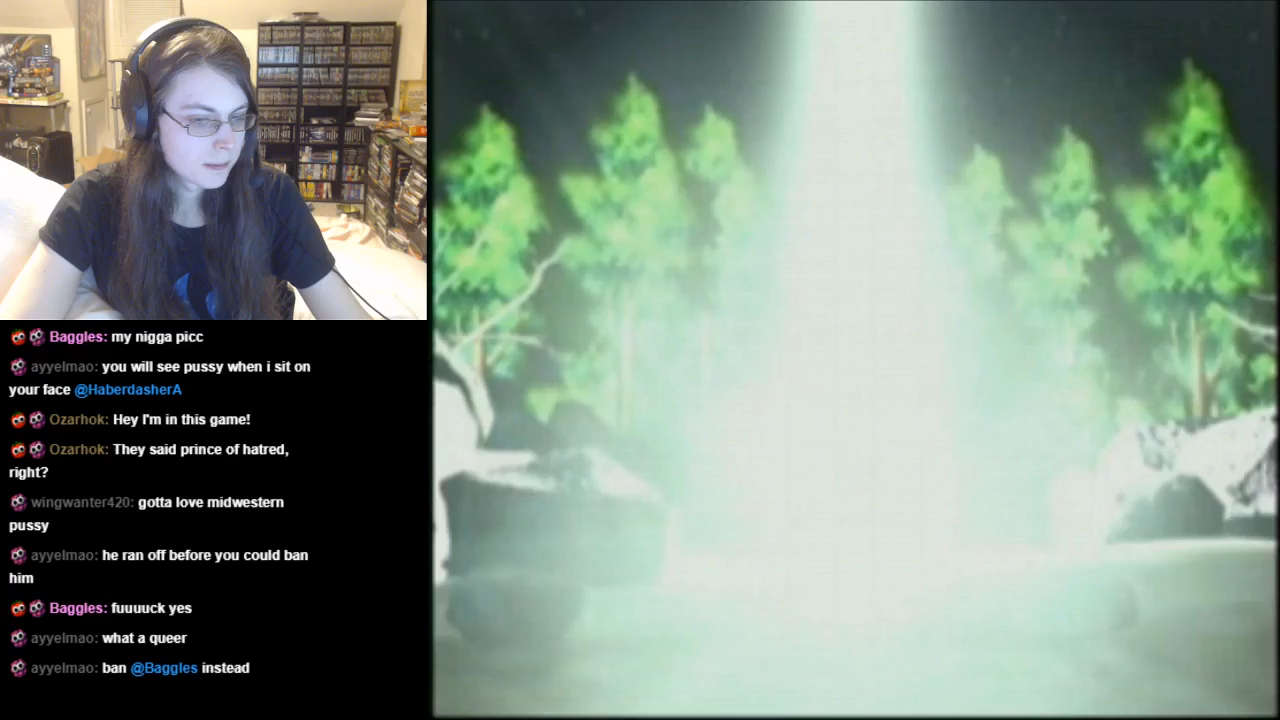 Baggles: my nigga picc
ayyelmao: you will see pussy when i sit on
your face @HaberdasherA
Ozarhok: Hey I'm in this game!
Ozarhok: They said prince of hatred,
right?
wingwanter420: gotta love midwestern
pussy
ayyelmao: he ran off before you could ban
him
Baggles: fuuuuck yes
ayyelmao: what a queer
ayyelmao: ban @Baggles instead